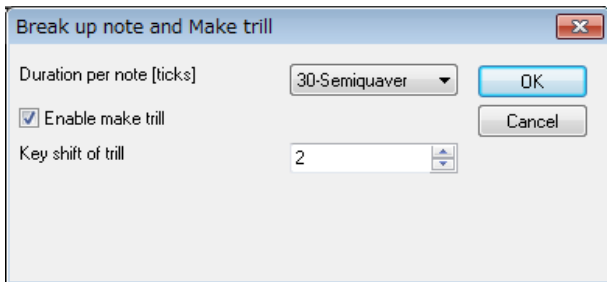 Break up note and Make trill
Duration per note [ticks]
30-Semiquaver
OK
Enable make trill
Cancel
Key shift of trill
2